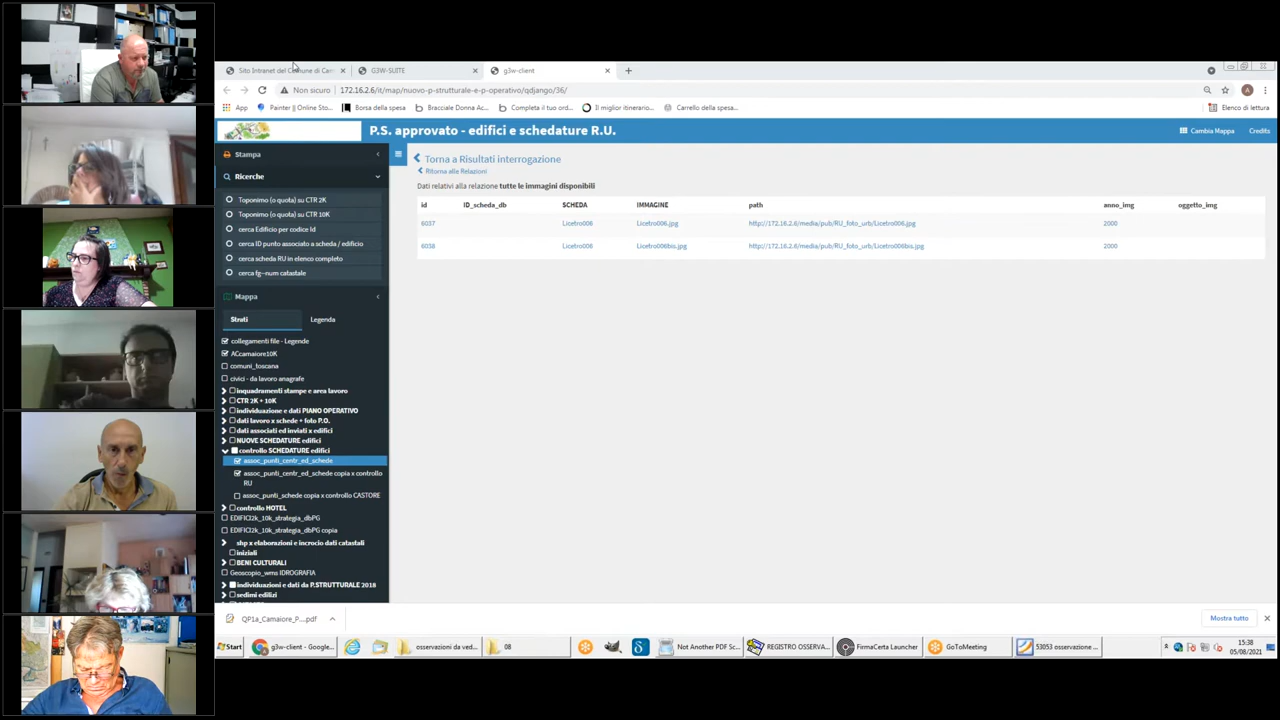 Sito Intranet del Comune di Cam
G3W-SUITE
g3w-client
Non sicuro
172.16.2.6/it/map/nuovo-p-strutturale-e-p-operativo/qdjango/36/
App
Painter || Online Sto...
Borsa della spesa
Bracciale Donna Ac...
Completa il tuo ord...
Il miglior itinerario...
Carrello della spesa...
Elenco di lettura
P.S. approvato - edifici e schedature R.U.
Cambia Mappa
Credits
Stampa
Ricerche
Toponimo (o quota) su CTR 2K
Toponimo (o quota) su CTR 10K
cerca Edificio per codice Id
cerca ID punto associato a scheda / edificio
cerca scheda RU in elenco completo
cerca fg-num catastale
Mappa
Strati
Legenda
collegamenti file - Legende
ACcamaiore10K
comuni_toscana
civici - da lavoro anagrafe
inquadramenti stampe e area lavoro
CTR 2K + 10K
individuazione e dati PIANO OPERATIVO
dati lavoro x schede + foto P.O.
dati associati ed inviati x edifici
NUOVE SCHEDATURE edifici
controllo SCHEDATURE edifici
assoc_punti_centr_ed_schede
assoc_punti_centr_ed_schede copia x controllo
RU
assoc_punti_schede copia x controllo CASTORE
controllo HOTEL
EDIFICI2k_10k_strategia_dbPG
EDIFICI2k_10k_strategia_dbPG copia
shp x elaborazioni e incrocio dati catastali
iniziali
BENI CULTURALI
Geoscopio_wms IDROGRAFIA
individuazioni e dati da P.STRUTTURALE 2018
sedimi edilizi
Torna a Risultati interrogazione
Ritorna alle Relazioni
Dati relativi alla relazione tutte le immagini disponibili
id ID_scheda_db SCHEDA IMMAGINE path anno_img oggetto_img
6037 Licetro006 Licetro006.jpg http://172.16.2.6/media/pub/RU_foto_urb/Licetro006.jpg 2000
6038 Licetro006 Licetro006bis.jpg http://172.16.2.6/media/pub/RU_foto_urb/Licetro006bis.jpg 2000
QP1a_Camaiore_P....pdf
Mostra tutto
Start
g3w-client - Google...
osservazioni da ved...
08
Not Another PDF Sc...
REGISTRO OSSERVA...
FirmaCerta Launcher
GoToMeeting
53053 osservazione ...
15:38
05/08/2021